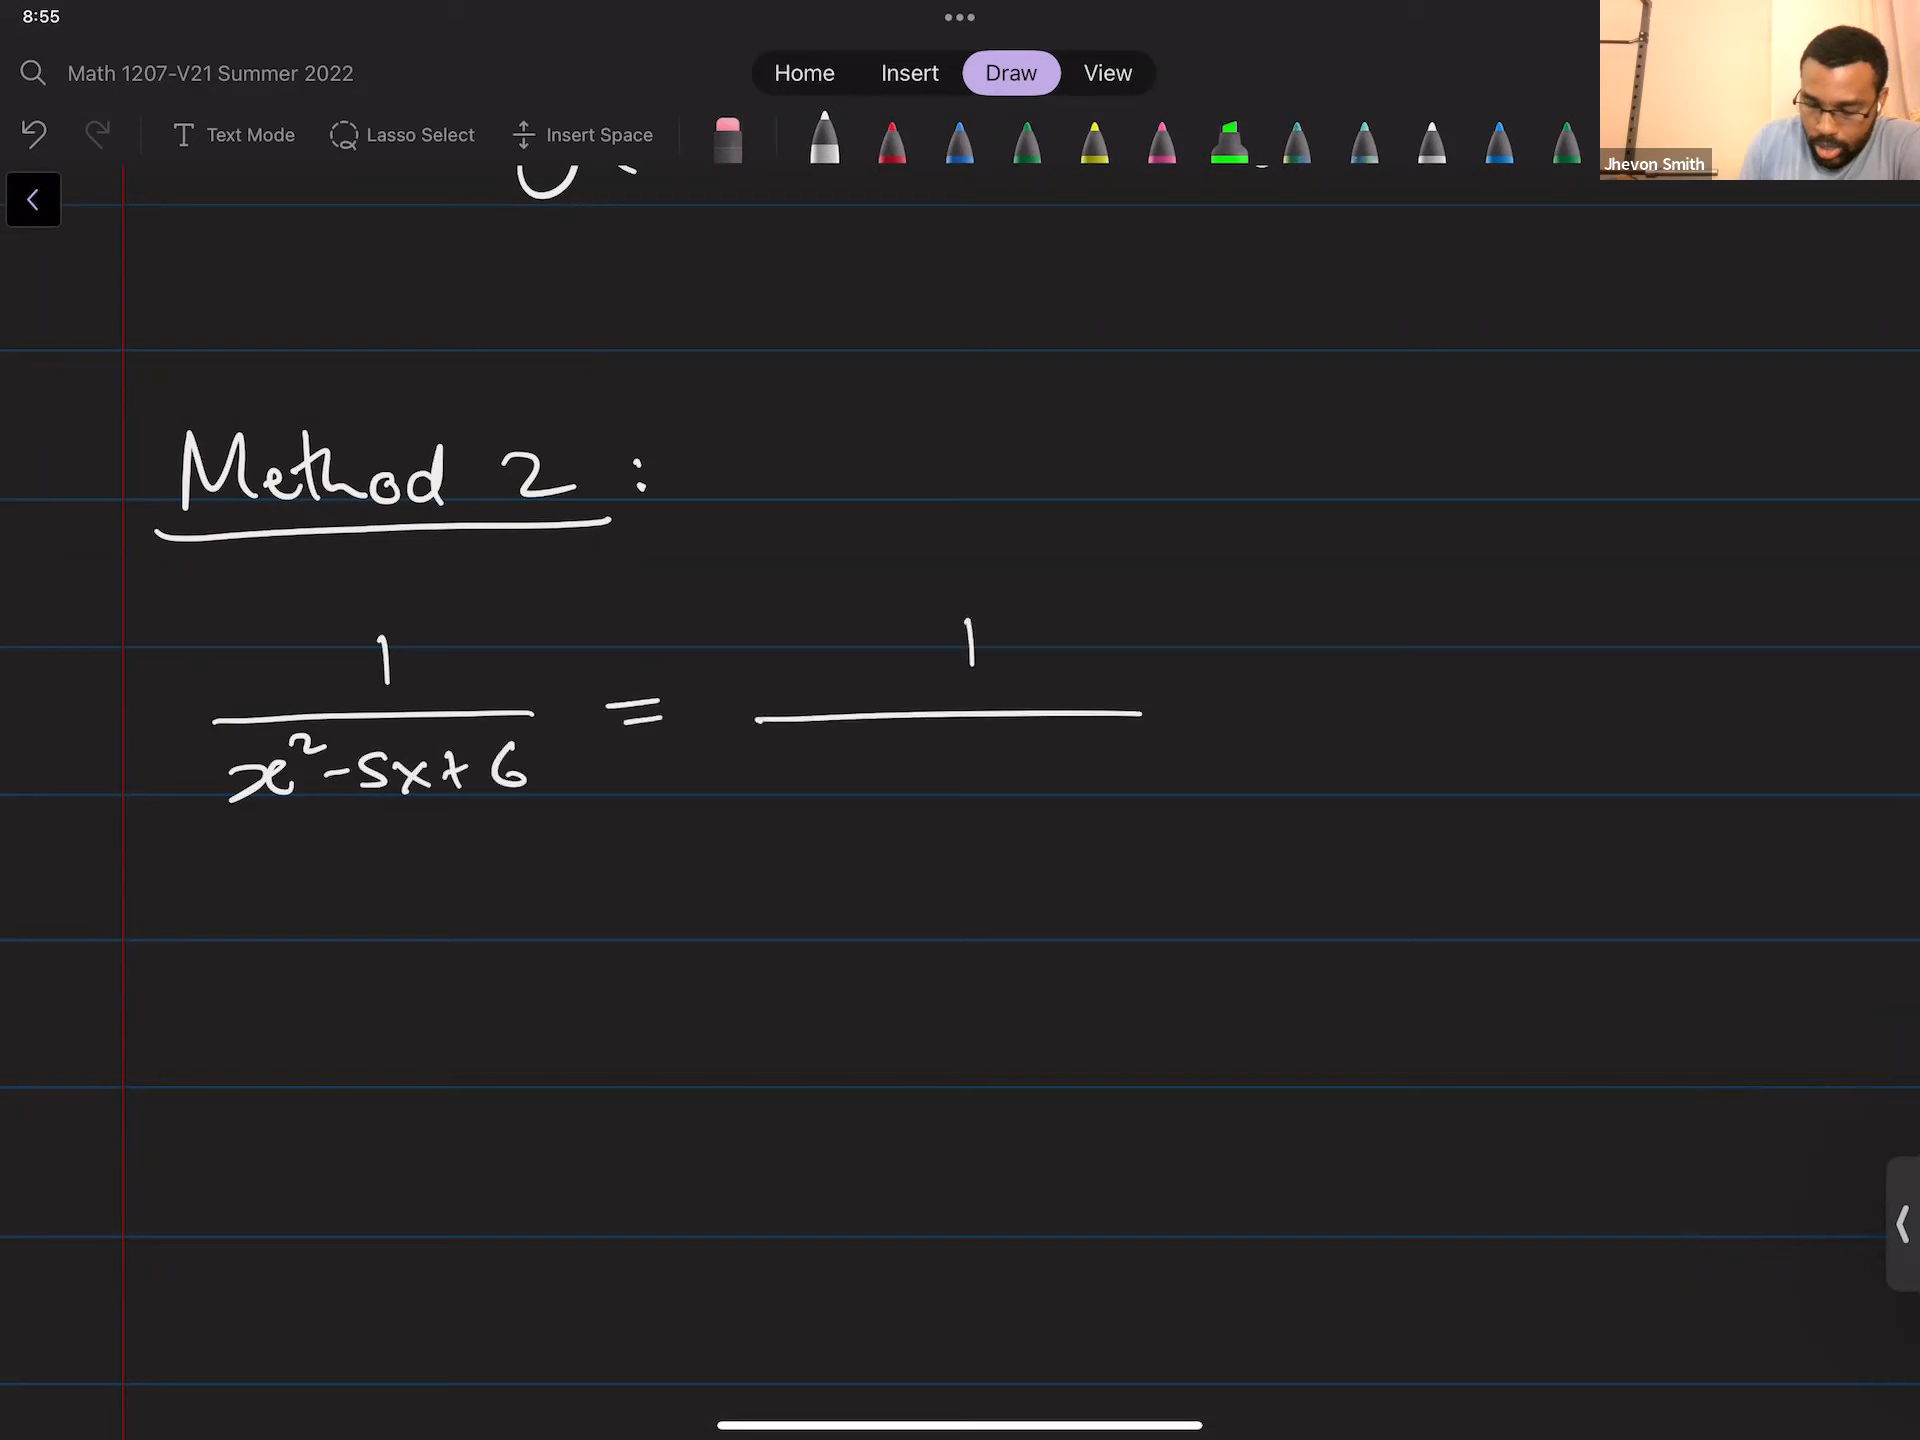 8:55
Math 1207-V21 Summer 2022
Home Insert Draw View
Text Mode Lasso Select Insert Space
Jhevon Smith
Method 2 :
1/(x² - 5x + 6) = 1/